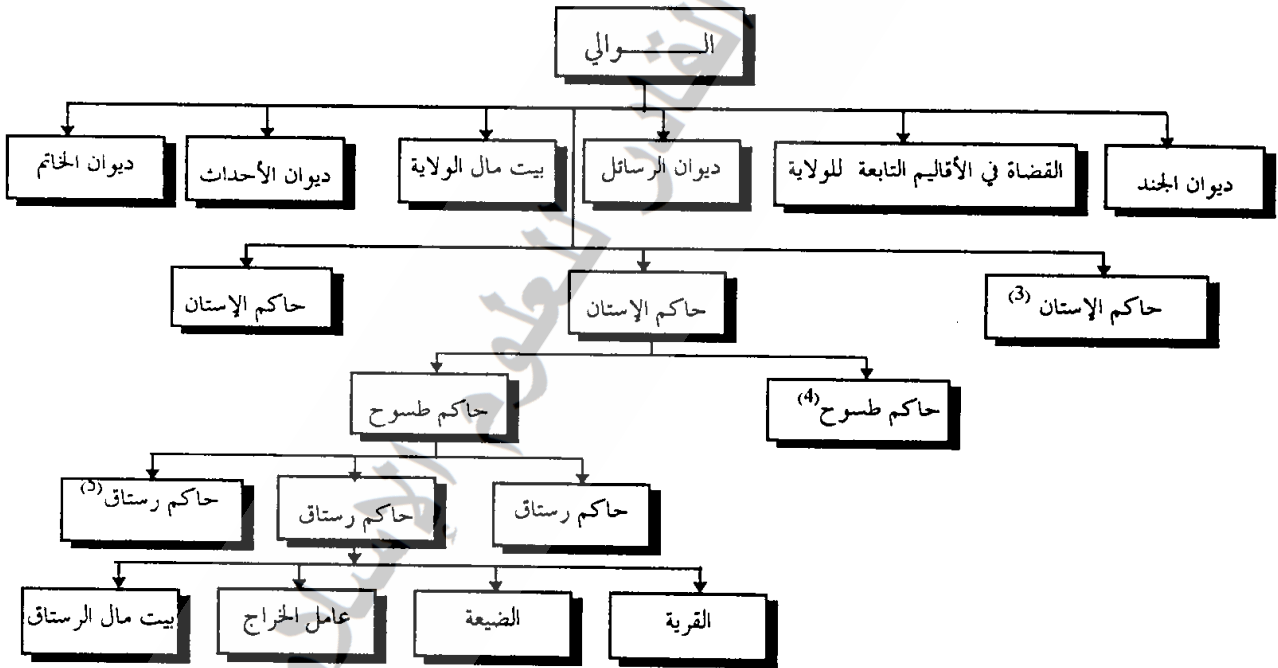 الـــــــوالي
ديوان الجند
القضاة في الأقاليم التابعة للولاية
ديوان الرسائل
بيت مال الولاية
ديوان الأحداث
ديوان الخاتم
حاكم الإستان (3)
حاكم الإستان
حاكم الإستان
حاكم طسوح (4)
حاكم طسوح
حاكم رستاق
حاكم رستاق
حاكم رستاق (5)
القرية
الضيعة
عامل الخراج
بيت مال الرستاق
للعلوم